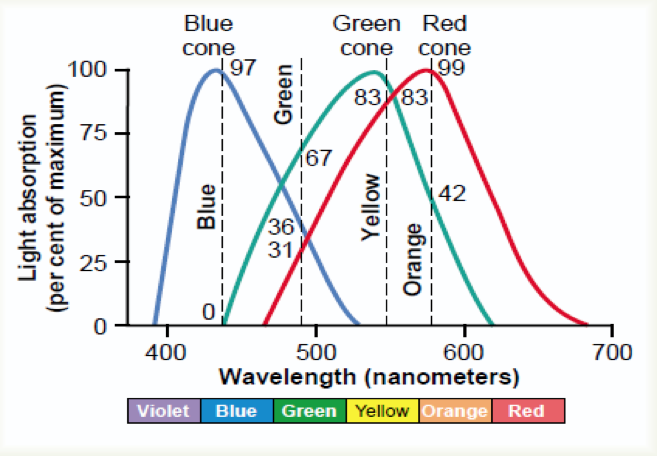 Blue
cone
Green
cone
Red
cone
97
99
83
83
67
42
36
31
0
Blue
Green
Yellow
Orange
Light absorption
(per cent of maximum)
100
75
50
25
0
400
500
600
700
Wavelength (nanometers)
Violet
Blue
Green
Yellow
Orange
Red